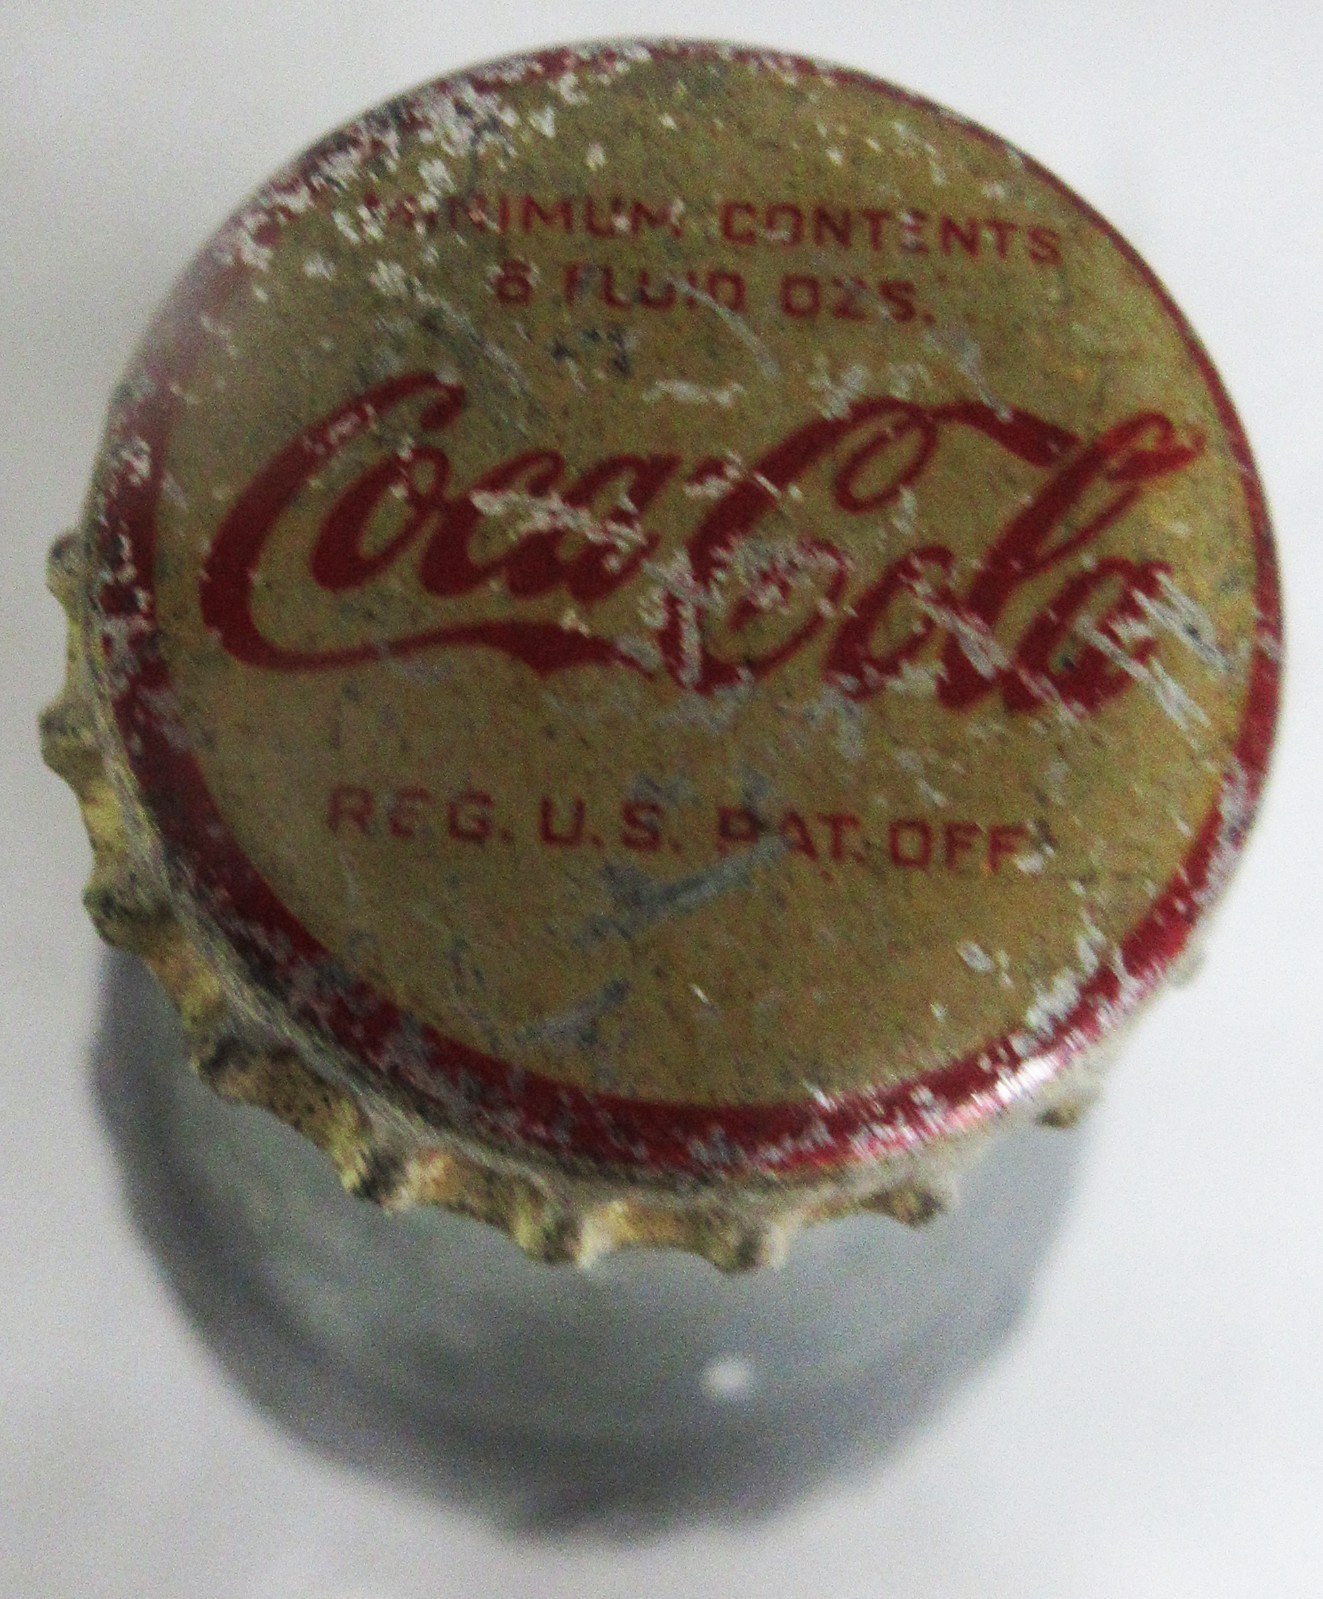 MINIMUM CONTENTS
6 FLUID OZS.
Coca-Cola
REG. U.S. PAT. OFF.